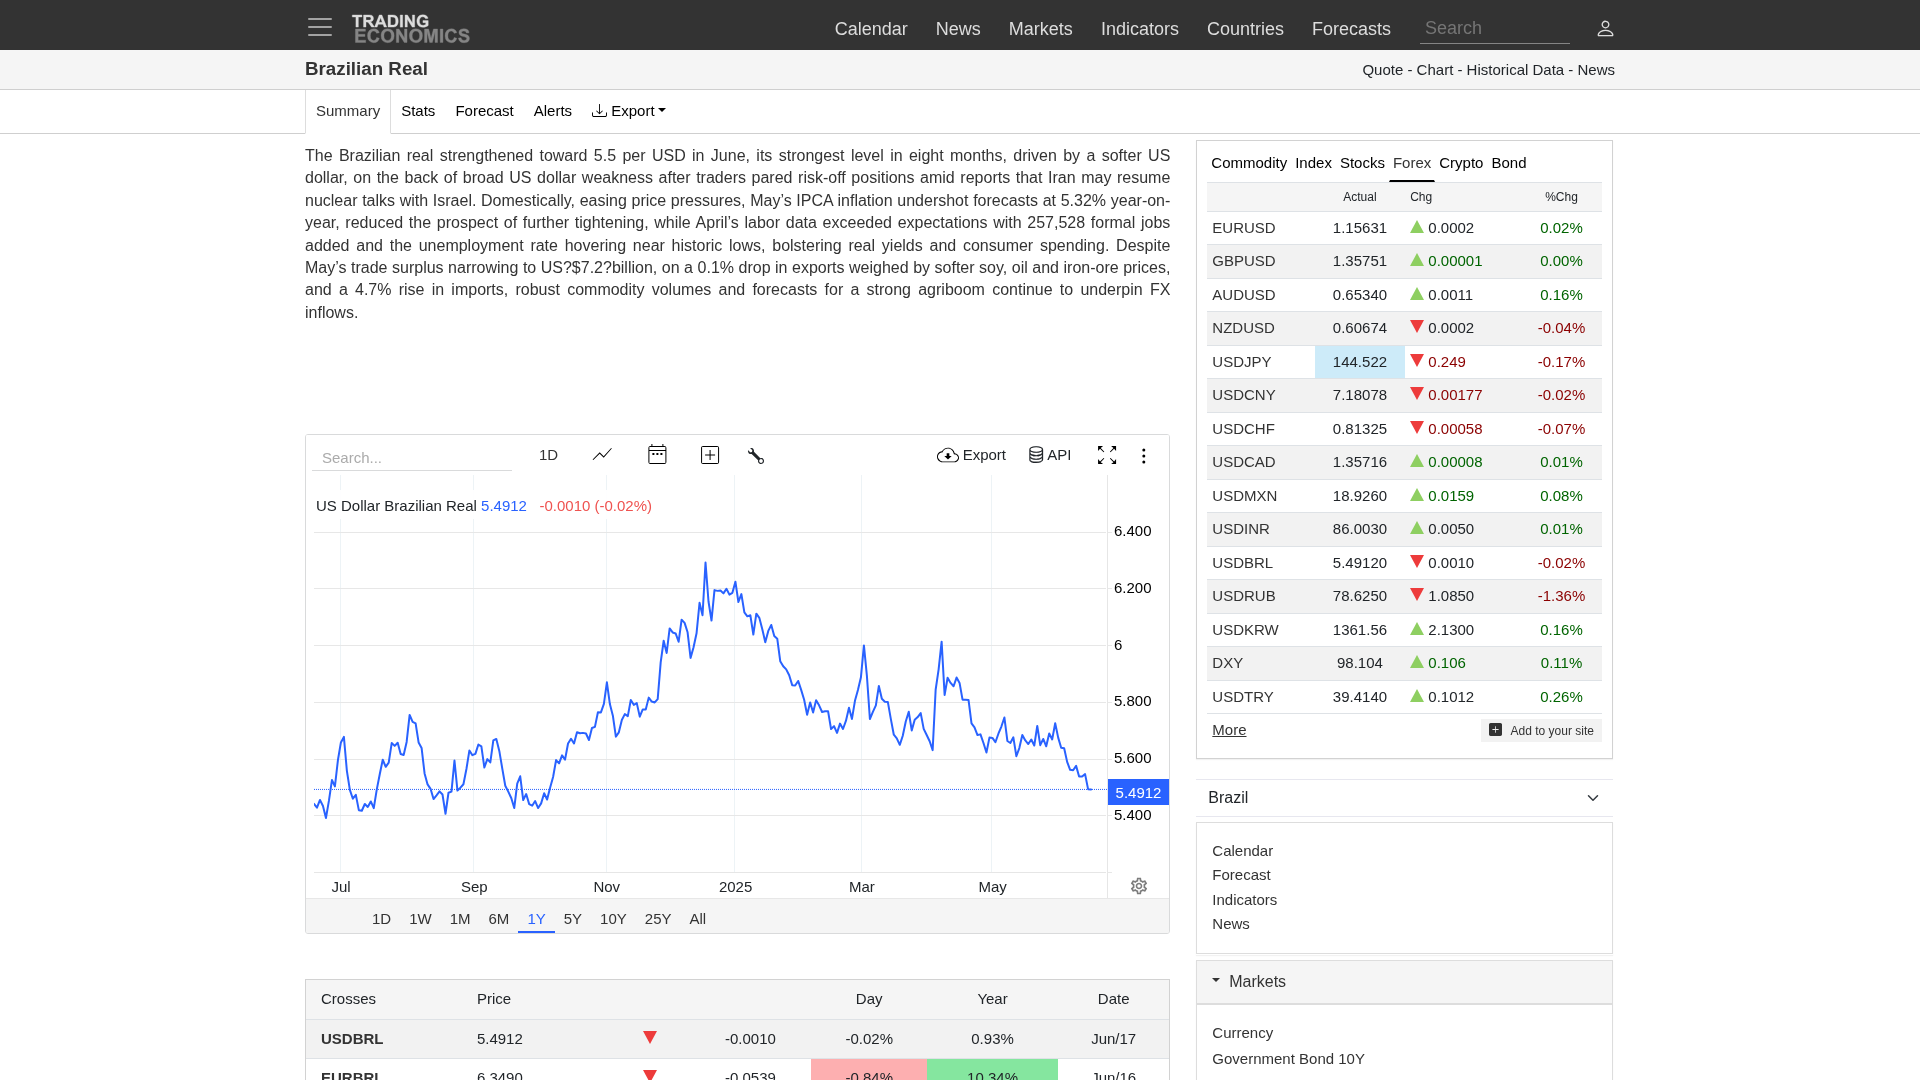 TRADING
ECONOMICS
Calendar News Markets Indicators Countries Forecasts Search
Brazilian Real
Quote - Chart - Historical Data - News
Summary Stats Forecast Alerts Export
The Brazilian real strengthened toward 5.5 per USD in June, its strongest level in eight months, driven by a softer US
dollar, on the back of broad US dollar weakness after traders pared risk-off positions amid reports that Iran may resume
nuclear talks with Israel. Domestically, easing price pressures, May's IPCA inflation undershot forecasts at 5.32% year-on-
year, reduced the prospect of further tightening, while April's labor data exceeded expectations with 257,528 formal jobs
added and the unemployment rate hovering near historic lows, bolstering real yields and consumer spending. Despite
May's trade surplus narrowing to US?$7.2?billion, on a 0.1% drop in exports weighed by softer soy, oil and iron-ore prices,
and a 4.7% rise in imports, robust commodity volumes and forecasts for a strong agriboom continue to underpin FX
inflows.
Search... 1D Export API
US Dollar Brazilian Real 5.4912 -0.0010 (-0.02%)
6.400
6.200
6
5.800
5.600
5.4912
5.400
Jul Sep Nov 2025 Mar May
1D 1W 1M 6M 1Y 5Y 10Y 25Y All
Crosses Price Day Year Date
USDBRL 5.4912 -0.0010 -0.02% 0.93% Jun/17
EURBRL 6.3490 -0.0539 -0.84% 10.34% Jun/16
Commodity Index Stocks Forex Crypto Bond
Actual Chg %Chg
EURUSD 1.15631 0.0002 0.02%
GBPUSD 1.35751 0.00001 0.00%
AUDUSD 0.65340 0.0011 0.16%
NZDUSD 0.60674 0.0002 -0.04%
USDJPY 144.522 0.249 -0.17%
USDCNY 7.18078 0.00177 -0.02%
USDCHF 0.81325 0.00058 -0.07%
USDCAD 1.35716 0.00008 0.01%
USDMXN 18.9260 0.0159 0.08%
USDINR 86.0030 0.0050 0.01%
USDBRL 5.49120 0.0010 -0.02%
USDRUB 78.6250 1.0850 -1.36%
USDKRW 1361.56 2.1300 0.16%
DXY 98.104 0.106 0.11%
USDTRY 39.4140 0.1012 0.26%
More Add to your site
Brazil
Calendar
Forecast
Indicators
News
Markets
Currency
Government Bond 10Y